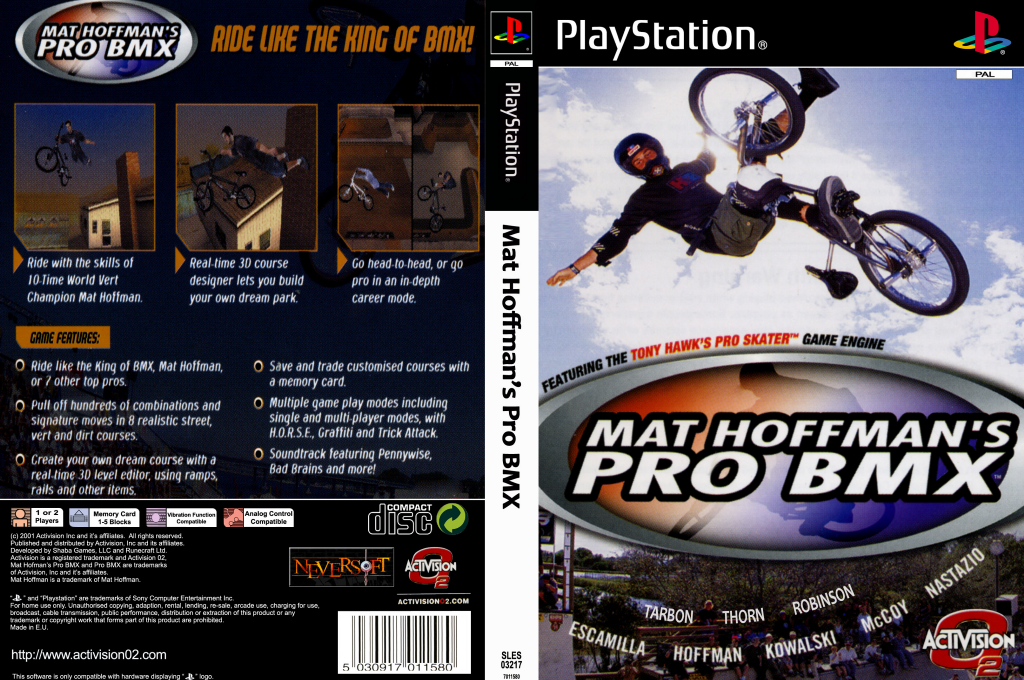 MAT HOFFMAN'S
PRO BMX
RIDE LIKE THE KING OF BMX!
Ride with the skills of
10-Time World Vert
Champion Mat Hoffman.
Real-time 3D course
designer lets you build
your own dream park.
Go head-to-head, or go
pro in an in-depth
career mode.
GAME FEATURES:
Ride like the King of BMX, Mat Hoffman,
or 7 other top pros.
Pull off hundreds of combinations and
signature moves in 8 realistic street,
vert and dirt courses.
Create your own dream course with a
real-time 3D level editor, using ramps,
rails and other items.
Save and trade customised courses with
a memory card.
Multiple game play modes including
single and multi-player modes, with
H.O.R.S.E., Graffiti and Trick Attack.
Soundtrack featuring Pennywise,
Bad Brains and more!
1 or 2
Players
Memory Card
1-5 Blocks
Vibration Function
Compatible
Analog Control
Compatible
COMPACT
disc
(c) 2001 Activision Inc and it's affiliates. All rights reserved.
Published and distributed by Activision, Inc and its affiliates.
Developed by Shaba Games, LLC and Runecraft Ltd.
Activision is a registered trademark and Activision 02,
Mat Hofman's Pro BMX and Pro BMX are trademarks
of Activision, Inc and it's affiliates.
Mat Hoffman is a trademark of Mat Hoffman.
NEVERSOFT
ACTIVISION
O2
ACTIVISIONO2.COM
" " and "Playstation" are trademarks of Sony Computer Entertainment Inc.
For home use only. Unauthorised copying, adaption, rental, lending, re-sale, arcade use, charging for use,
broadcast, cable transmission, public performance, distribution or extraction of this product or any
trademark or copyright work that forms part of this product are prohibited.
Made in E.U.
http://www.activision02.com
5 030917 011580
This software is only compatible with hardware displaying " " logo.
PAL
PlayStation®
Mat Hoffman's Pro BMX
SLES
03217
7011580
PlayStation®
PAL
FEATURING THE TONY HAWK'S PRO SKATER™ GAME ENGINE
MAT HOFFMAN'S
PRO BMX™
ESCAMILLA TARBON HOFFMAN THORN KOWALSKI ROBINSON McCOY NASTAZIO
ACTIVISION
O2